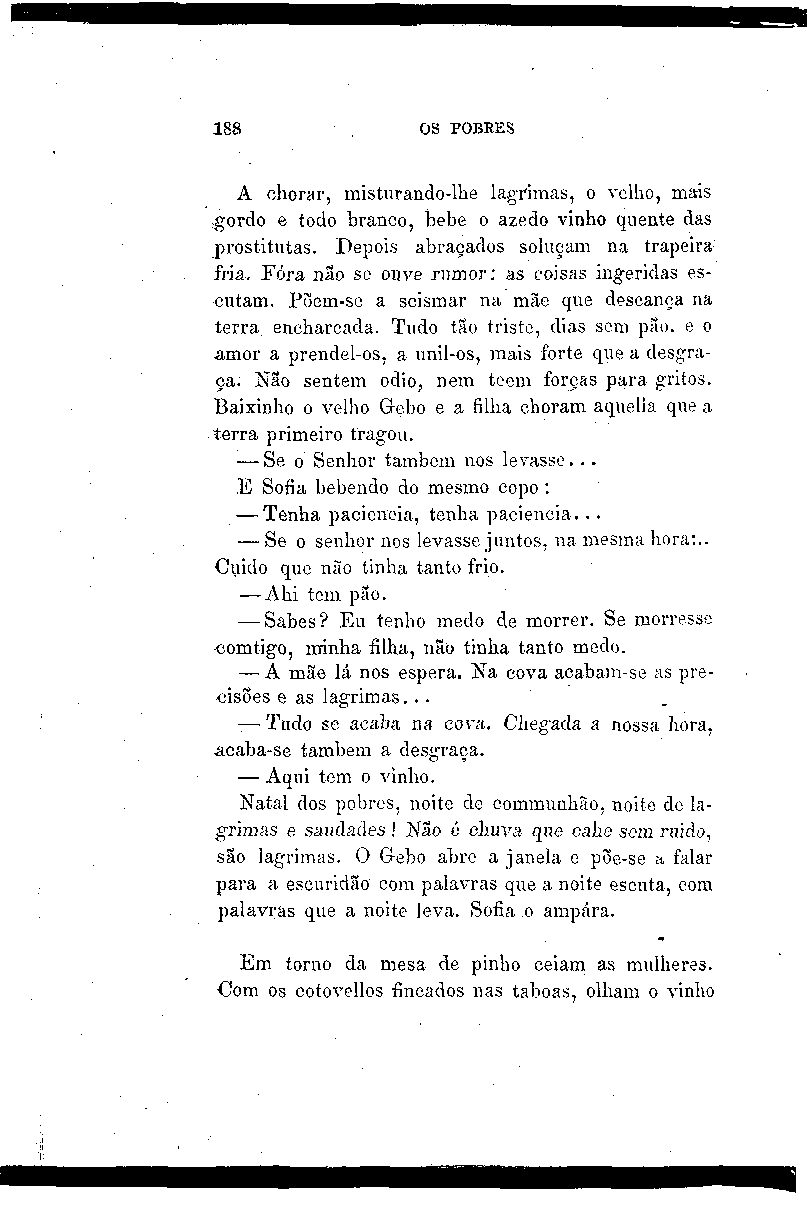 188 OS POBRES
A chorar, misturando-lhe lagrimas, o velho, mais
gordo e todo branco, bebe o azedo vinho quente das
prostitutas. Depois abraçados soluçam na trapeira
fria. Fóra não se ouve rumor: as coisas ingeridas es-
cutam. Põem-se a scismar na mãe que descança na
terra encharcada. Tudo tão triste, dias sem pão. e o
amor a prendel-os, a unil-os, mais forte que a desgra-
ça. Não sentem odio, nem teem forças para gritos.
Baixinho o velho Gebo e a filha choram aquella que a
terra primeiro tragou.
— Se o Senhor tambem nos levasse...
E Sofia bebendo do mesmo copo:
— Tenha paciencia, tenha paciencia...
— Se o senhor nos levasse juntos, na mesma hora...
Cuido que não tinha tanto frio.
— Ahi tem pão.
— Sabes? Eu tenho medo de morrer. Se morresse
comtigo, minha filha, não tinha tanto medo.
— A mãe lá nos espera. Na cova acabam-se as pre-
cisões e as lagrimas...
— Tudo se acaba na cova. Chegada a nossa hora,
acaba-se tambem a desgraça.
— Aqui tem o vinho.
Natal dos pobres, noite de communhão, noite de la-
grimas e saudades! Não é chuva que cahe sem ruido,
são lagrimas. O Gebo abre a janela e põe-se a falar
para a escuridão com palavras que a noite escuta, com
palavras que a noite leva. Sofia o ampára.
Em torno da mesa de pinho ceiam as mulheres.
Com os cotovellos fincados nas taboas, olham o vinho